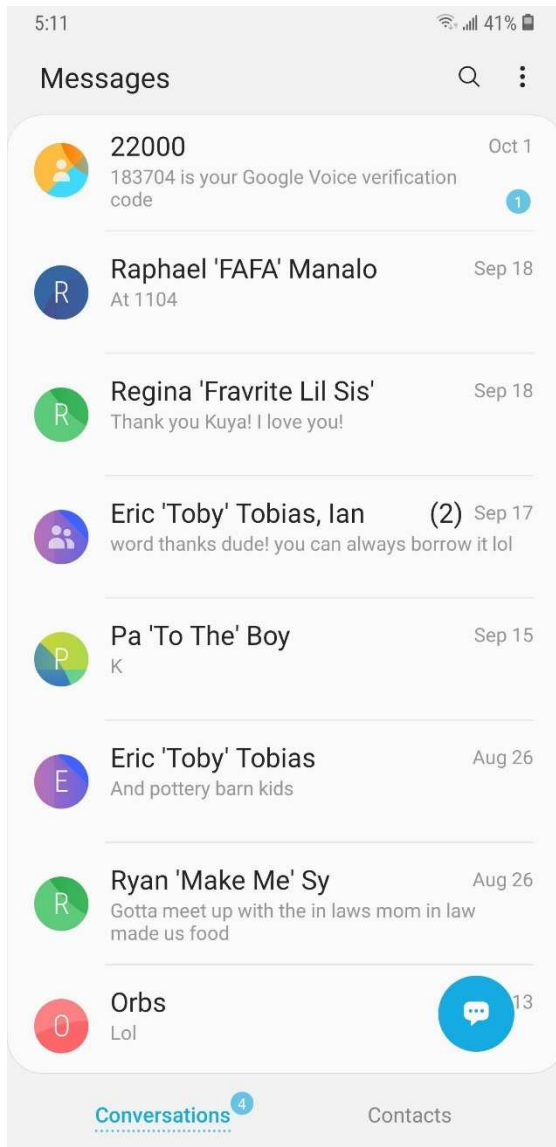 5:11 41%
Messages
22000 Oct 1
183704 is your Google Voice verification
code 1
R Raphael 'FAFA' Manalo Sep 18
At 1104
R Regina 'Fravrite Lil Sis' Sep 18
Thank you Kuya! I love you!
Eric 'Toby' Tobias, Ian (2) Sep 17
word thanks dude! you can always borrow it lol
P Pa 'To The' Boy Sep 15
K
E Eric 'Toby' Tobias Aug 26
And pottery barn kids
R Ryan 'Make Me' Sy Aug 26
Gotta meet up with the in laws mom in law
made us food
O Orbs 13
Lol
Conversations 4 Contacts